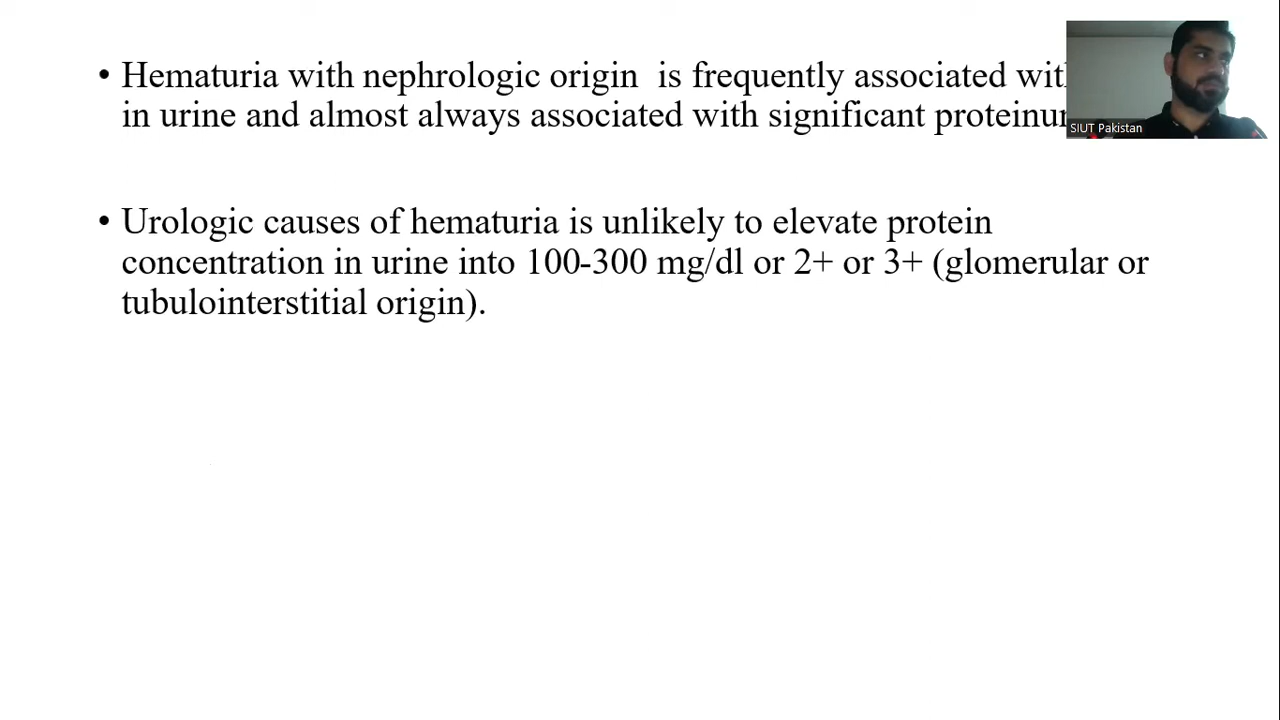 • Hematuria with nephrologic origin is frequently associated
in urine and almost always associated with significant
SIUT Pakistan
• Urologic causes of hematuria is unlikely to elevate protein
concentration in urine into 100-300 mg/dl or 2+ or 3+ (glomerular or
tubulointerstitial origin).